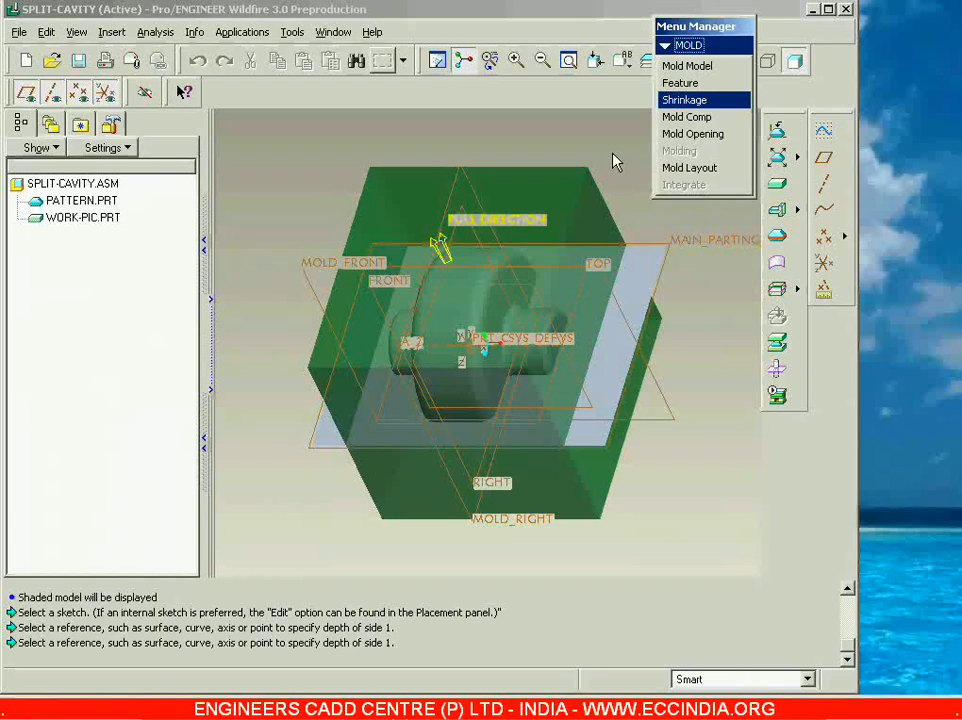 SPLIT-CAVITY (Active) - Pro/ENGINEER Wildfire 3.0 Preproduction
File Edit View Insert Analysis Info Applications Tools Window Help
Menu Manager
MOLD
Mold Model
Feature
Shrinkage
Mold Comp
Mold Opening
Molding
Mold Layout
Integrate
Show Settings
SPLIT-CAVITY.ASM
PATTERN.PRT
WORK-PIC.PRT
PULL DIRECTION
MAIN_PARTING
MOLD_FRONT
TOP
FRONT
PRT_CSYS_DEF
A_2
Z
RIGHT
MOLD_RIGHT
Shaded model will be displayed
Select a sketch. (If an internal sketch is preferred, the "Edit" option can be found in the Placement panel.)"
Select a reference, such as surface, curve, axis or point to specify depth of side 1.
Select a reference, such as surface, curve, axis or point to specify depth of side 1.
Smart
ENGINEERS CADD CENTRE (P) LTD - INDIA - WWW.ECCINDIA.ORG